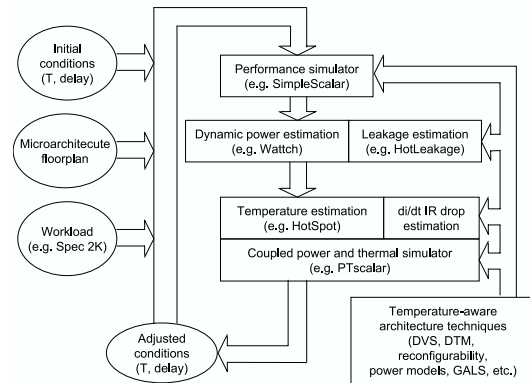 Initial
conditions
(T, delay)
Performance simulator
(e.g. SimpleScalar)
Microarchitecute
floorplan
Dynamic power estimation
(e.g. Wattch)
Leakage estimation
(e.g. HotLeakage)
Workload
(e.g. Spec 2K)
Temperature estimation
(e.g. HotSpot)
di/dt IR drop
estimation
Coupled power and thermal simulator
(e.g. PTscalar)
Adjusted
conditions
(T, delay)
Temperature-aware
architecture techniques
(DVS, DTM,
reconfigurability,
power models, GALS, etc.)